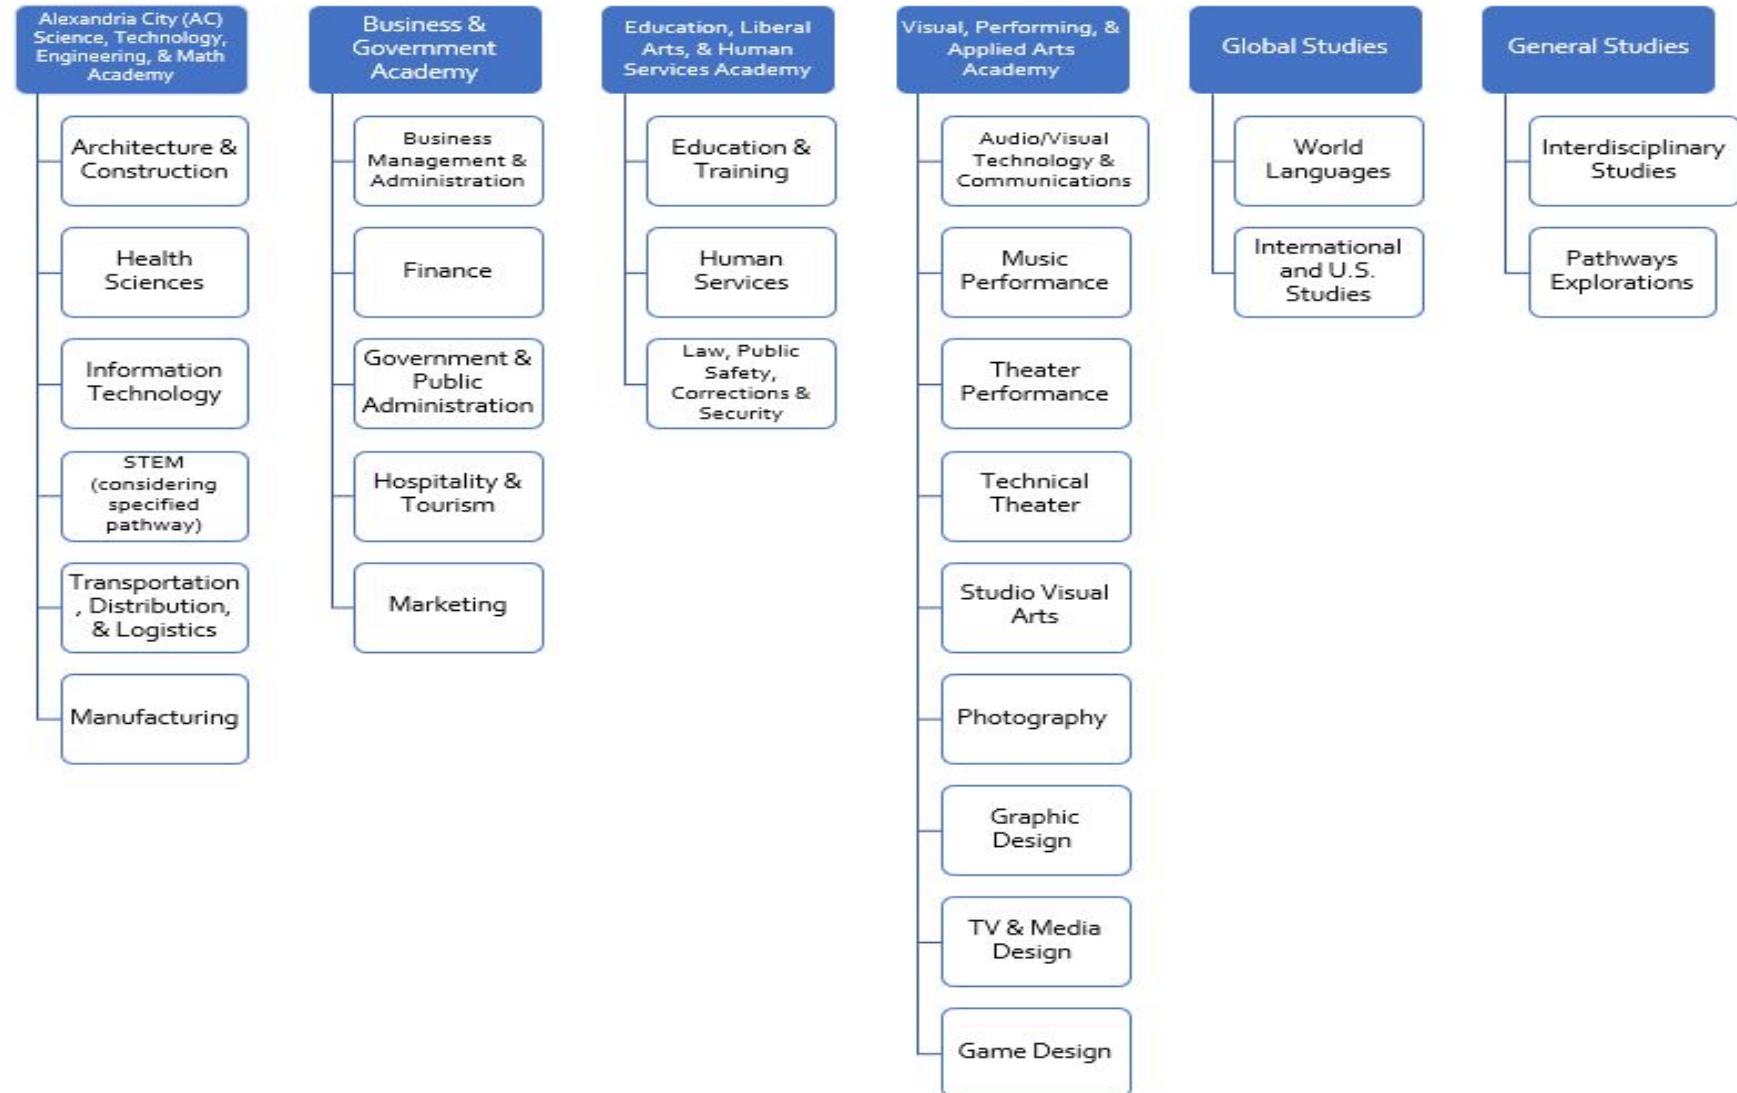 Alexandria City (AC)
Science, Technology,
Engineering, & Math
Academy
Architecture &
Construction
Health
Sciences
Information
Technology
STEM
(considering
specified
pathway)
Transportation
, Distribution,
& Logistics
Manufacturing
Business &
Government
Academy
Business
Management &
Administration
Finance
Government &
Public
Administration
Hospitality &
Tourism
Marketing
Education, Liberal
Arts, & Human
Services Academy
Education &
Training
Human
Services
Law, Public
Safety,
Corrections &
Security
Visual, Performing, &
Applied Arts
Academy
Audio/Visual
Technology &
Communications
Music
Performance
Theater
Performance
Technical
Theater
Studio Visual
Arts
Photography
Graphic
Design
TV & Media
Design
Game Design
Global Studies
World
Languages
International
and U.S.
Studies
General Studies
Interdisciplinary
Studies
Pathways
Explorations